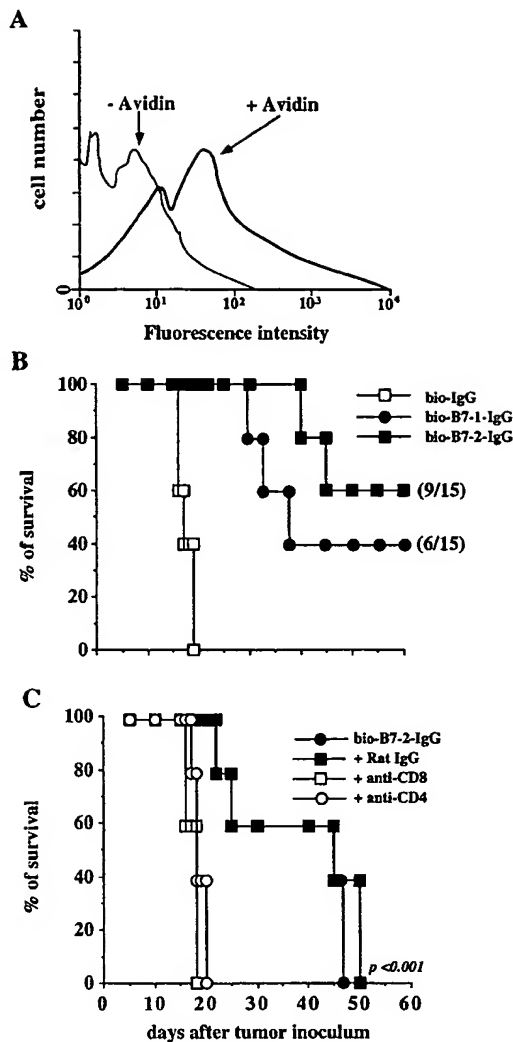 A
cell number
- Avidin
+ Avidin
0
10⁰
10¹
10²
10³
10⁴
Fluorescence intensity
B
% of survival
100
80
60
40
20
0
bio-IgG
bio-B7-1-IgG
bio-B7-2-IgG
(9/15)
(6/15)
C
% of survival
100
80
60
40
20
0
bio-B7-2-IgG
+ Rat IgG
+ anti-CD8
+ anti-CD4
p <0.001
0 10 20 30 40 50 60
days after tumor inoculum